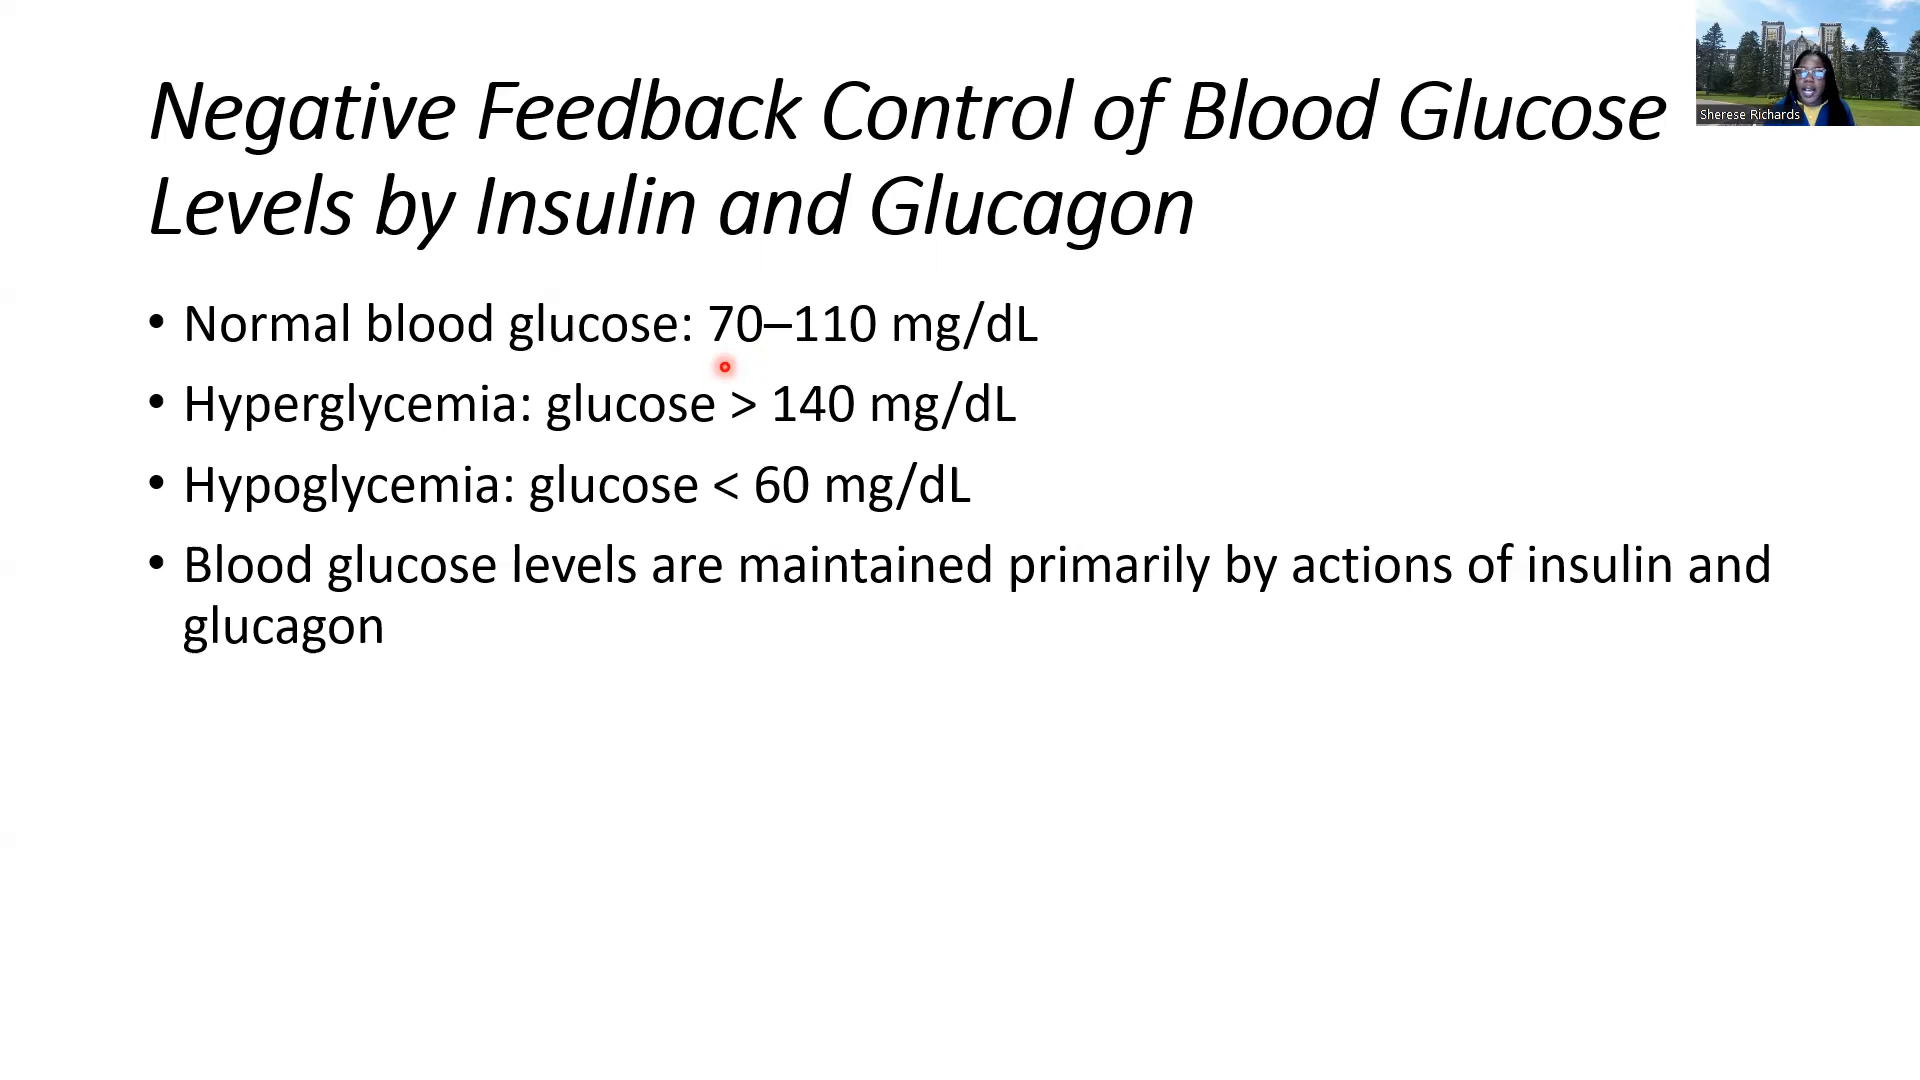 Negative Feedback Control of Blood Glucose
Levels by Insulin and Glucagon
Sherese Richards
• Normal blood glucose: 70–110 mg/dL
• Hyperglycemia: glucose > 140 mg/dL
• Hypoglycemia: glucose < 60 mg/dL
• Blood glucose levels are maintained primarily by actions of insulin and
glucagon